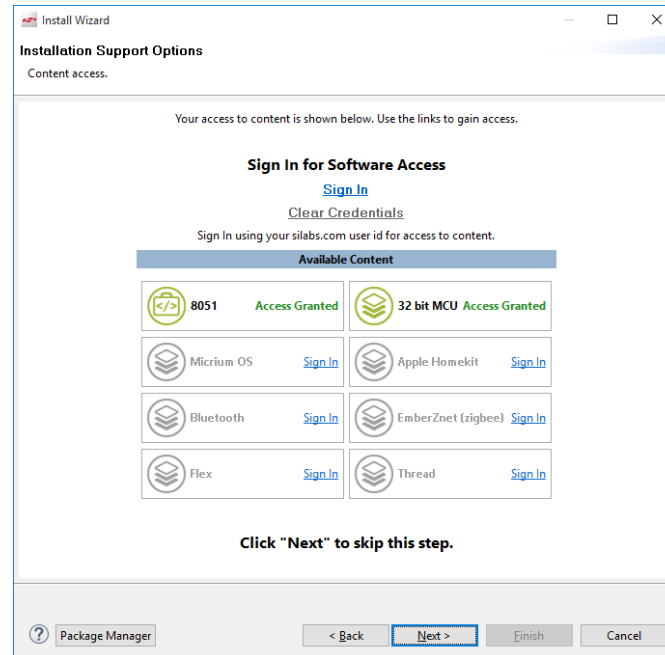 Install Wizard
Installation Support Options
Content access.
Your access to content is shown below. Use the links to gain access.
Sign In for Software Access
Sign In
Clear Credentials
Sign In using your silabs.com user id for access to content.
Available Content
8051 Access Granted
32 bit MCU Access Granted
Micrium OS Sign In
Apple Homekit Sign In
Bluetooth Sign In
EmberZnet (zigbee) Sign In
Flex Sign In
Thread Sign In
Click "Next" to skip this step.
? Package Manager < Back Next > Finish Cancel